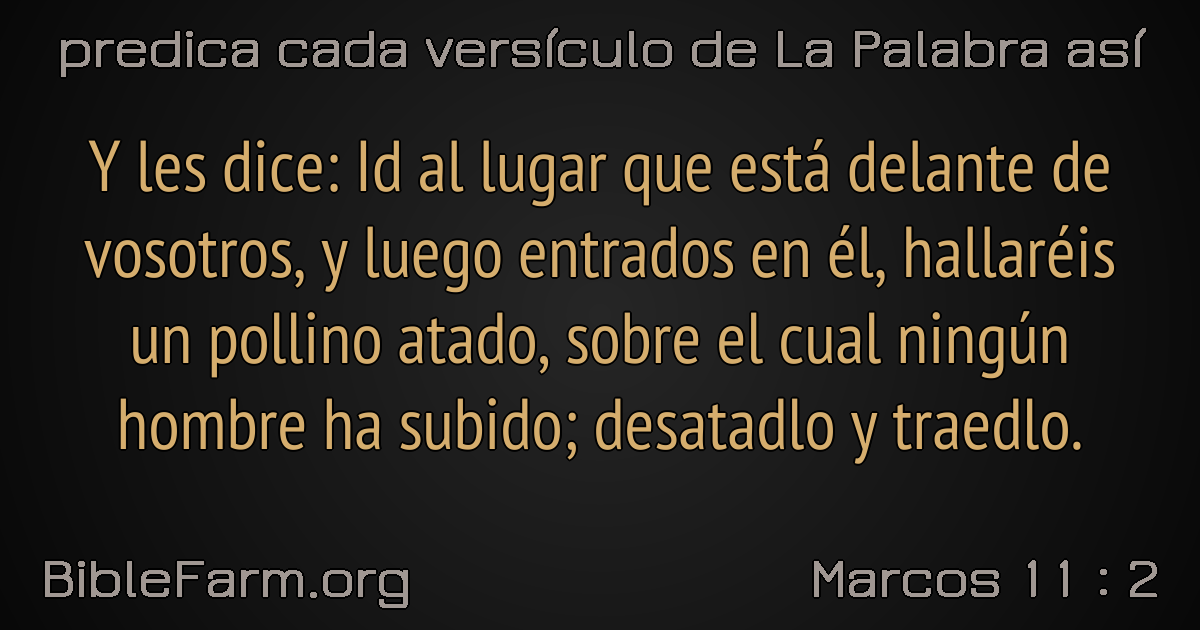 predica cada versículo de La Palabra así
Y les dice: Id al lugar que está delante de
vosotros, y luego entrados en él, hallaréis
un pollino atado, sobre el cual ningún
hombre ha subido; desatadlo y traedlo.
BibleFarm.org
Marcos 11 : 2